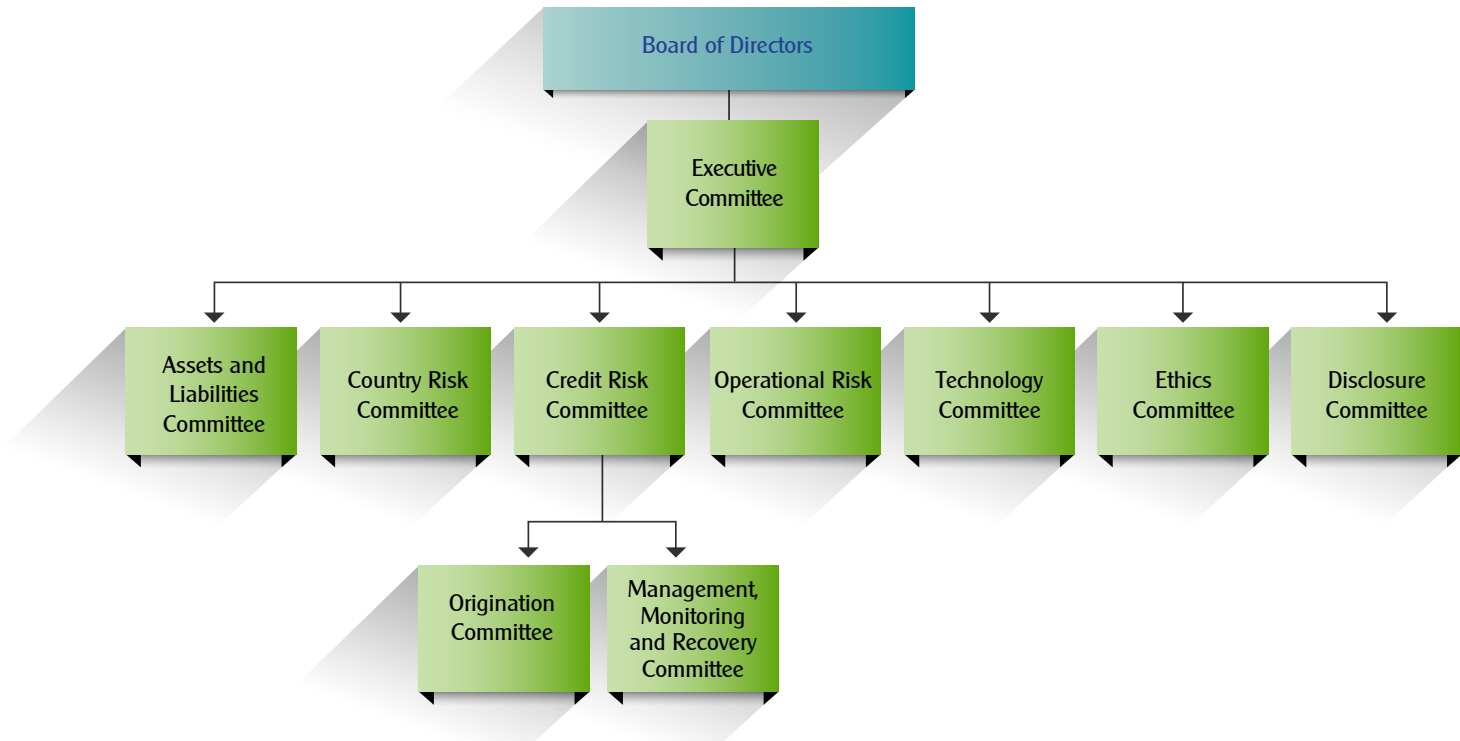 Board of Directors
Executive
Committee
Assets and
Liabilities
Committee
Country Risk
Committee
Credit Risk
Committee
Operational Risk
Committee
Technology
Committee
Ethics
Committee
Disclosure
Committee
Origination
Committee
Management,
Monitoring
and Recovery
Committee